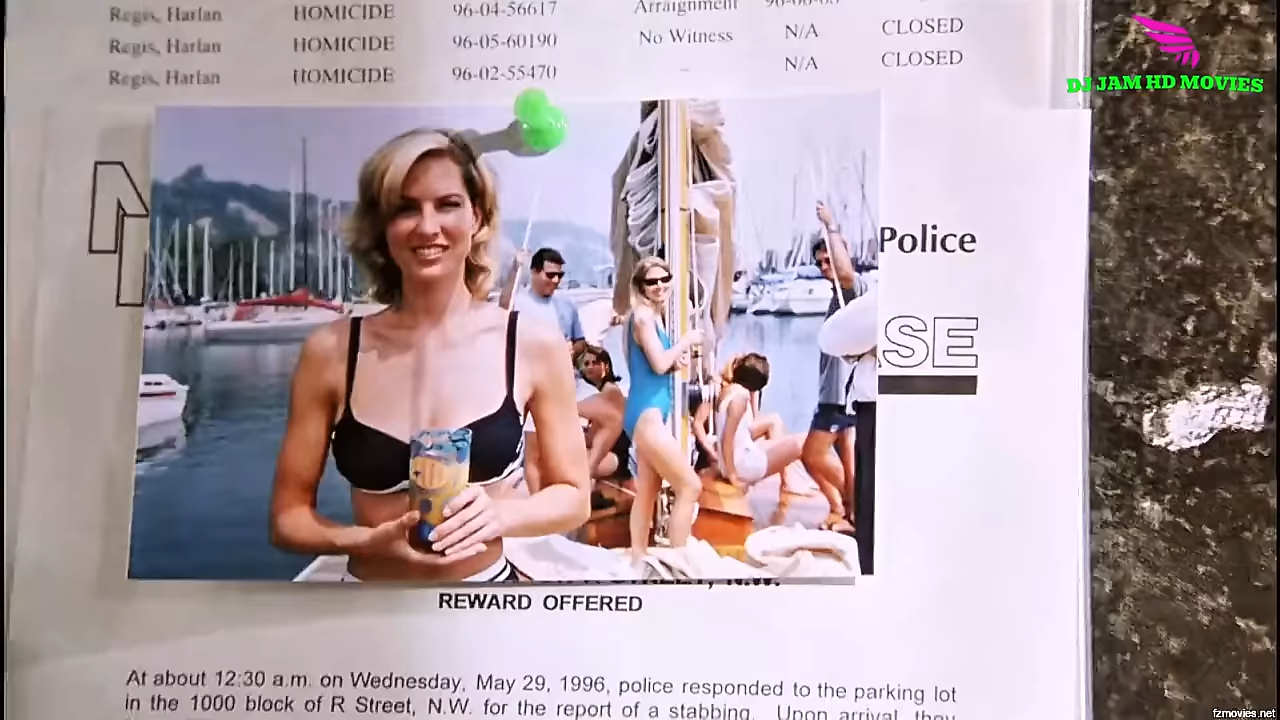 Regis, Harlan HOMICIDE 96-04-56617 Arraignment
Regis, Harlan HOMICIDE 96-05-60190 No Witness N/A CLOSED
Regis, Harlan HOMICIDE 96-02-55470 - N/A CLOSED
DJ JAM HD MOVIES
Police
SE
N.W.
REWARD OFFERED
At about 12:30 a.m. on Wednesday, May 29, 1996, police responded to the parking lot
in the 1000 block of R Street, N.W. for the report of a stabbing. Upon arrival, they
fzmovies.net